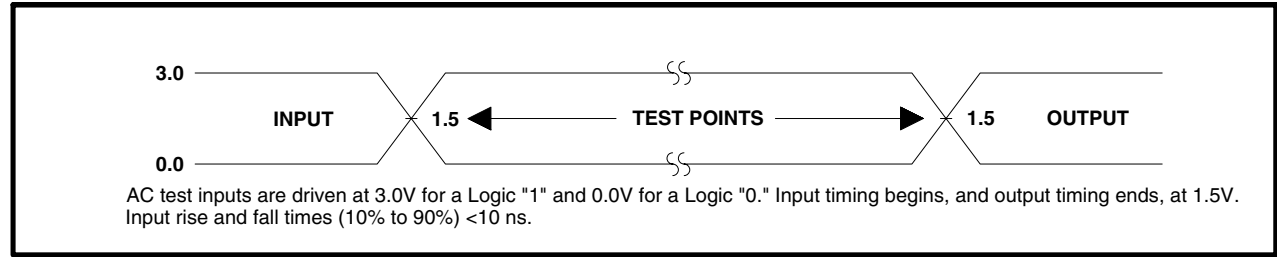 3.0
INPUT 1.5 TEST POINTS 1.5 OUTPUT
0.0
AC test inputs are driven at 3.0V for a Logic "1" and 0.0V for a Logic "0." Input timing begins, and output timing ends, at 1.5V.
Input rise and fall times (10% to 90%) <10 ns.